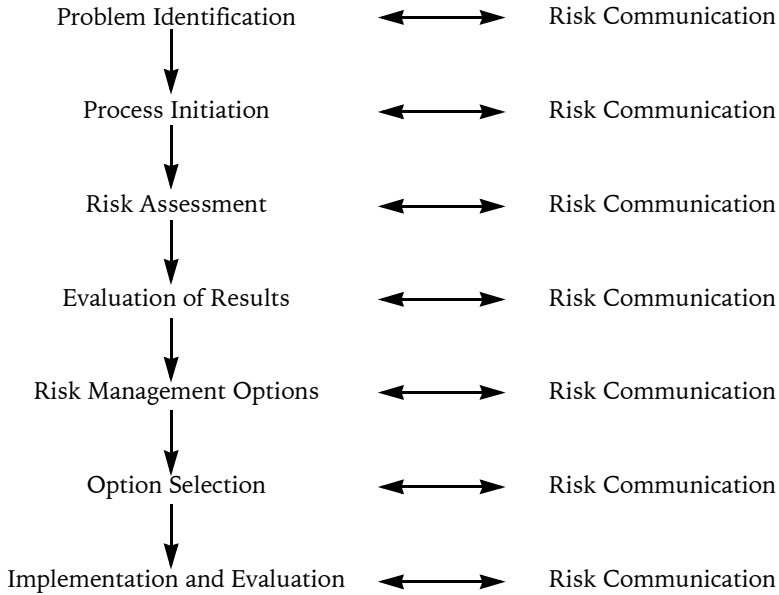 Problem Identification Risk Communication
Process Initiation Risk Communication
Risk Assessment Risk Communication
Evaluation of Results Risk Communication
Risk Management Options Risk Communication
Option Selection Risk Communication
Implementation and Evaluation Risk Communication